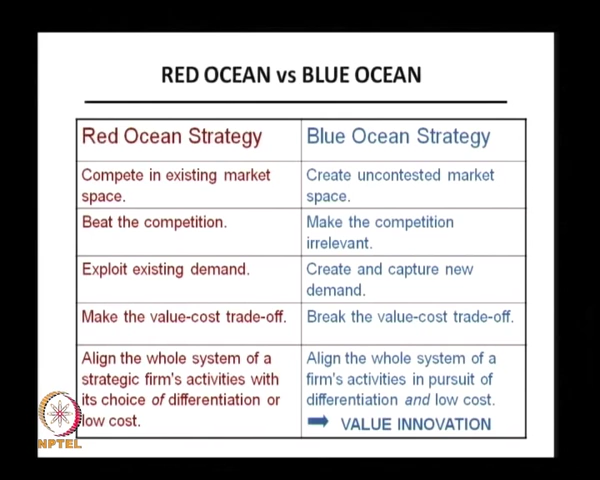 RED OCEAN vs BLUE OCEAN
Red Ocean Strategy
Blue Ocean Strategy
Compete in existing market
space.
Create uncontested market
space.
Beat the competition.
Make the competition
irrelevant.
Exploit existing demand.
Create and capture new
demand.
Make the value-cost trade-off.
Break the value-cost trade-off.
Align the whole system of a
strategic firm's activities with
its choice of differentiation or
low cost.
Align the whole system of a
firm's activities in pursuit of
differentiation and low cost.
➡ VALUE INNOVATION
NPTEL